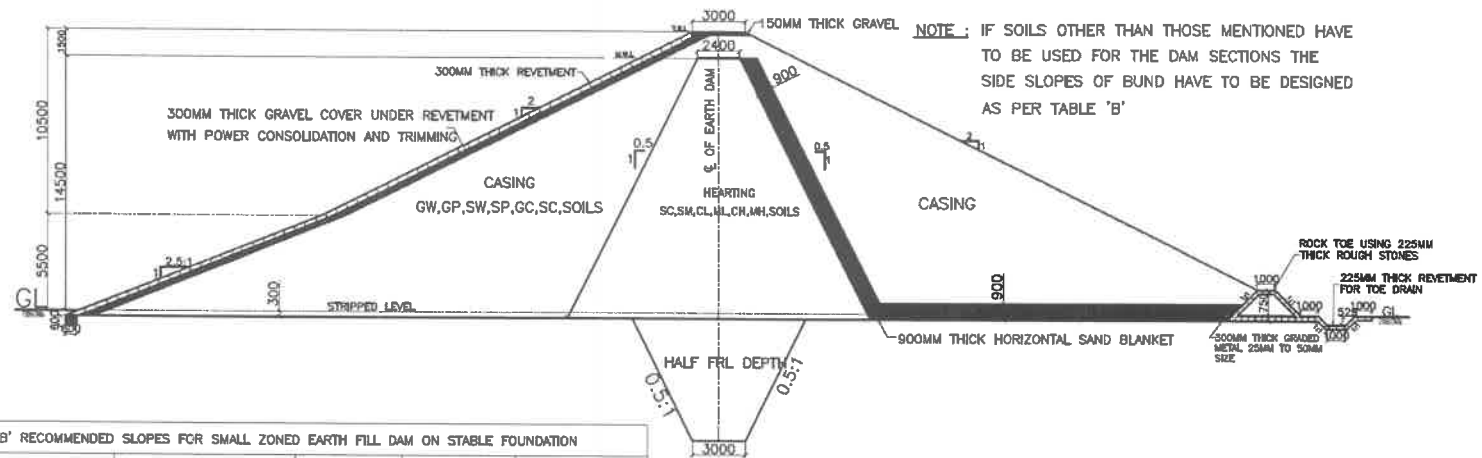 3000
150MM THICK GRAVEL
NOTE : IF SOILS OTHER THAN THOSE MENTIONED HAVE
TO BE USED FOR THE DAM SECTIONS THE
SIDE SLOPES OF BUND HAVE TO BE DESIGNED
AS PER TABLE 'B'
1500
2400
300MM THICK REVETMENT
900
10500
2
1
300MM THICK GRAVEL COVER UNDER REVETMENT
WITH POWER CONSOLIDATION AND TRIMMING
℄ OF EARTH DAM
2
1
0.5
1
0.5
1
14500
CASING
GW,GP,SW,SP,GC,SC,SOILS
HEARTING
SC,SM,CL,ML,CH,MH,SOILS
CASING
5500
2.5:1
1
ROCK TOE USING 225MM
THICK ROUGH STONES
1000
225MM THICK REVETMENT
FOR TOE DRAIN
GL
300
STRIPPED LEVEL
900
750
1000
1000
525
GL
1000
900MM THICK HORIZONTAL SAND BLANKET
300MM THICK GRADED
METAL 25MM TO 50MM
SIZE
HALF FRL DEPTH
0.5:1
0.5:1
3000
B' RECOMMENDED SLOPES FOR SMALL ZONED EARTH FILL DAM ON STABLE FOUNDATION